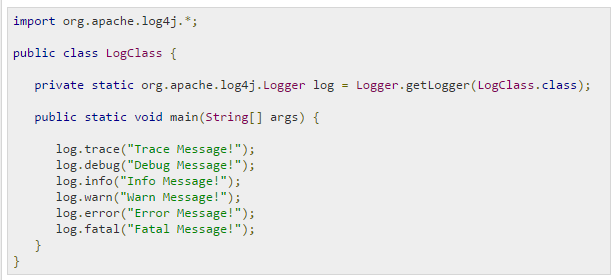 import org.apache.log4j.*;

public class LogClass {

   private static org.apache.log4j.Logger log = Logger.getLogger(LogClass.class);

   public static void main(String[] args) {

      log.trace("Trace Message!");
      log.debug("Debug Message!");
      log.info("Info Message!");
      log.warn("Warn Message!");
      log.error("Error Message!");
      log.fatal("Fatal Message!");
   }
}